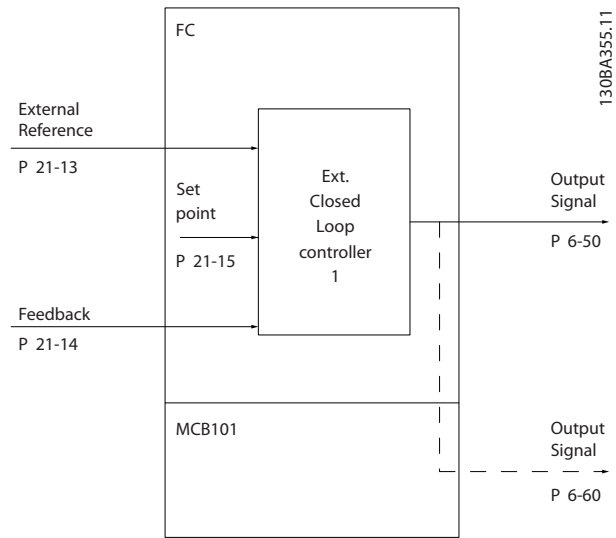 FC
130BA355.11
External
Reference
P 21-13
Set
point
P 21-15
Feedback
P 21-14
Ext.
Closed
Loop
controller
1
Output
Signal
P 6-50
MCB101
Output
Signal
P 6-60